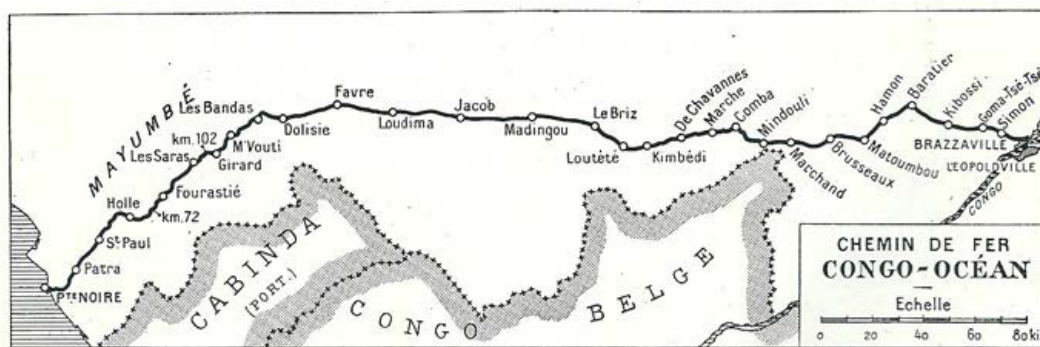 MAYUMBÉ
Pte NOIRE
Patra
St Paul
Holle
km.72
Fourastié
Les Saras
Girard
km.102
M'Vouti
Les Bandas
Dolisie
Favre
Loudima
Jacob
Madingou
Le Briz
Loutété
Kimbédi
De Chavannes
Marche
Comba
Mindouli
Marchand
Brusseaux
Matoumbou
Hamon
Baratier
Kibossi
Goma-Tsé-Tsé
Simon
BRAZZAVILLE
LÉOPOLDVILLE
CONGO
CABINDA
(PORT.)
CONGO BELGE
CHEMIN DE FER
CONGO-OCÉAN
Echelle
0 20 40 60 80 ki